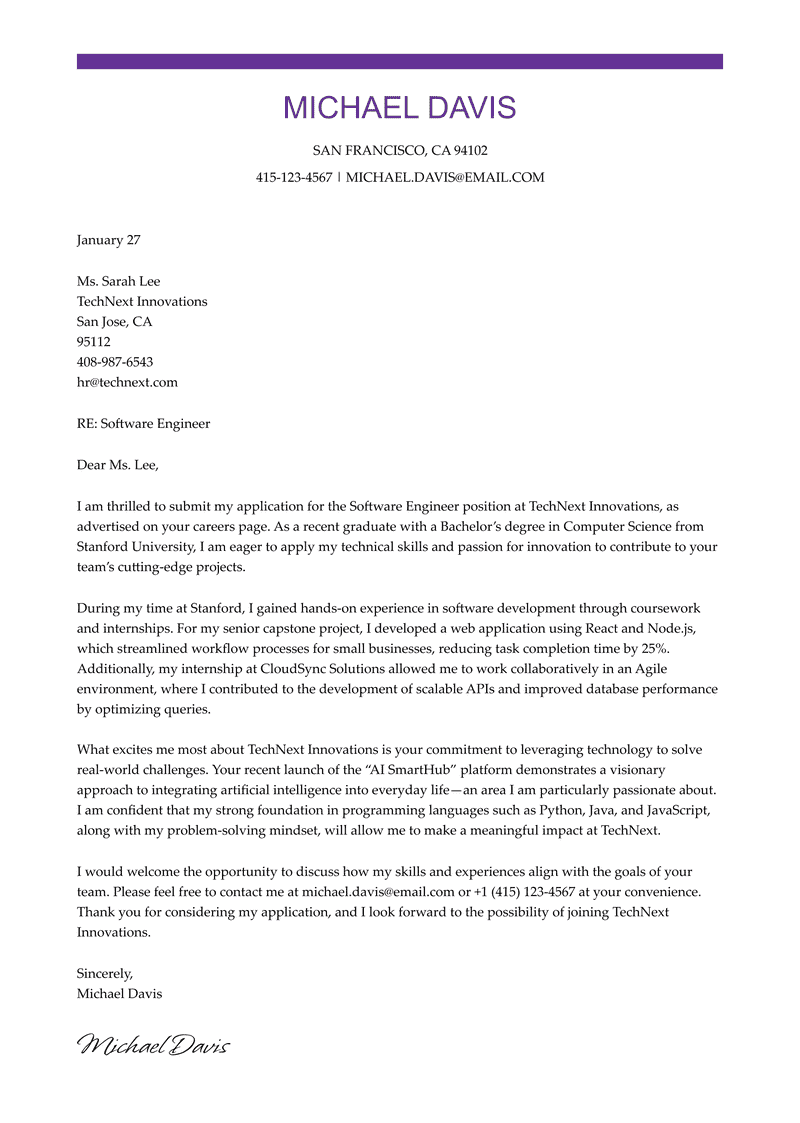 MICHAEL DAVIS
SAN FRANCISCO, CA 94102
415-123-4567 | MICHAEL.DAVIS@EMAIL.COM
January 27
Ms. Sarah Lee
TechNext Innovations
San Jose, CA
95112
408-987-6543
hr@technext.com
RE: Software Engineer
Dear Ms. Lee,
I am thrilled to submit my application for the Software Engineer position at TechNext Innovations, as
advertised on your careers page. As a recent graduate with a Bachelor’s degree in Computer Science from
Stanford University, I am eager to apply my technical skills and passion for innovation to contribute to your
team’s cutting-edge projects.
During my time at Stanford, I gained hands-on experience in software development through coursework
and internships. For my senior capstone project, I developed a web application using React and Node.js,
which streamlined workflow processes for small businesses, reducing task completion time by 25%.
Additionally, my internship at CloudSync Solutions allowed me to work collaboratively in an Agile
environment, where I contributed to the development of scalable APIs and improved database performance
by optimizing queries.
What excites me most about TechNext Innovations is your commitment to leveraging technology to solve
real-world challenges. Your recent launch of the “AI SmartHub” platform demonstrates a visionary
approach to integrating artificial intelligence into everyday life—an area I am particularly passionate about.
I am confident that my strong foundation in programming languages such as Python, Java, and JavaScript,
along with my problem-solving mindset, will allow me to make a meaningful impact at TechNext.
I would welcome the opportunity to discuss how my skills and experiences align with the goals of your
team. Please feel free to contact me at michael.davis@email.com or +1 (415) 123-4567 at your convenience.
Thank you for considering my application, and I look forward to the possibility of joining TechNext
Innovations.
Sincerely,
Michael Davis
Michael Davis